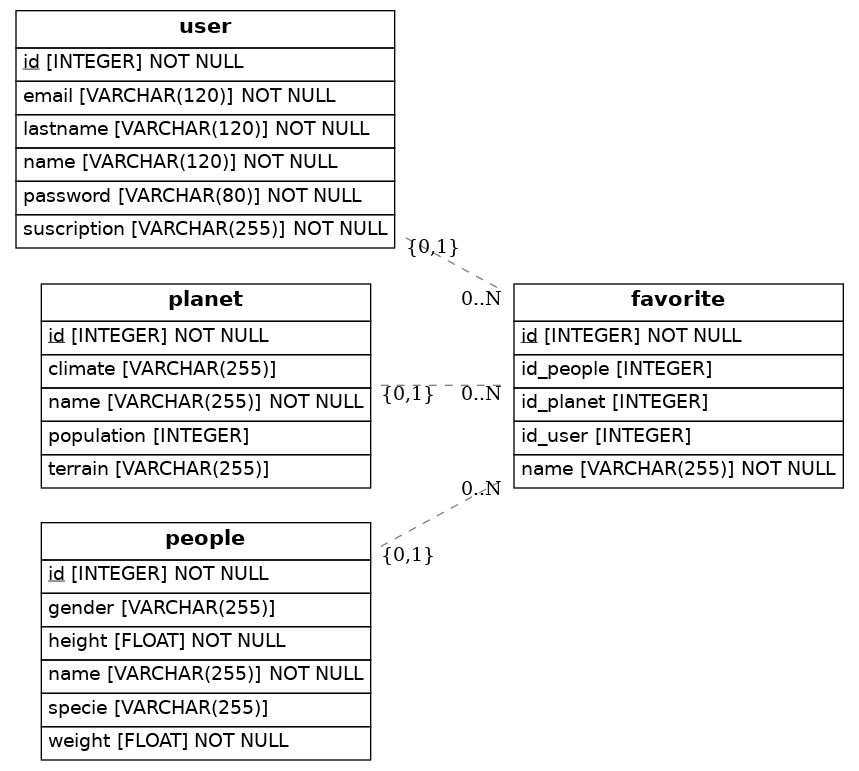 user
id [INTEGER] NOT NULL
email [VARCHAR(120)] NOT NULL
lastname [VARCHAR(120)] NOT NULL
name [VARCHAR(120)] NOT NULL
password [VARCHAR(80)] NOT NULL
suscription [VARCHAR(255)] NOT NULL
{0,1}
0..N
planet
id [INTEGER] NOT NULL
climate [VARCHAR(255)]
name [VARCHAR(255)] NOT NULL
population [INTEGER]
terrain [VARCHAR(255)]
{0,1}
0..N
favorite
id [INTEGER] NOT NULL
id_people [INTEGER]
id_planet [INTEGER]
id_user [INTEGER]
name [VARCHAR(255)] NOT NULL
0..N
{0,1}
people
id [INTEGER] NOT NULL
gender [VARCHAR(255)]
height [FLOAT] NOT NULL
name [VARCHAR(255)] NOT NULL
specie [VARCHAR(255)]
weight [FLOAT] NOT NULL